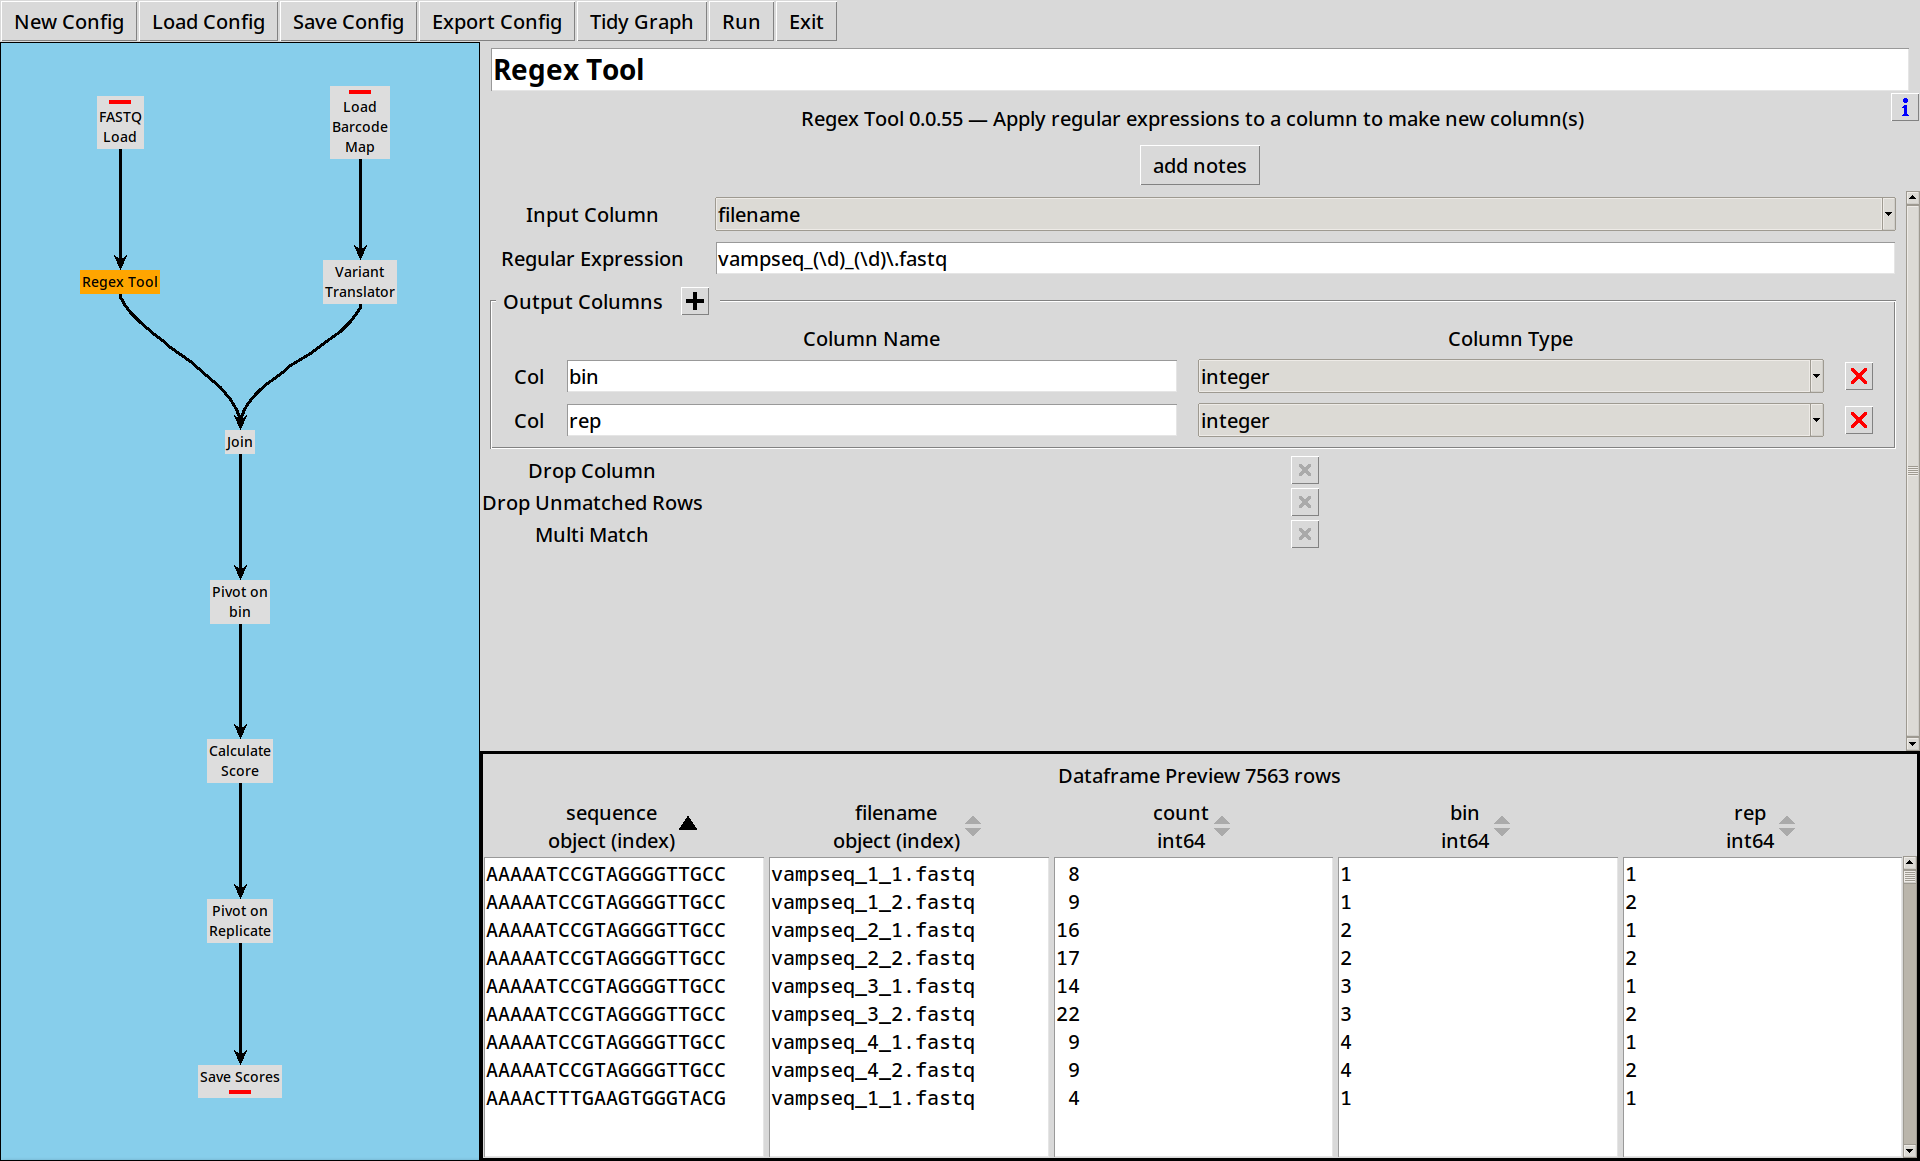 New Config Load Config Save Config Export Config Tidy Graph Run Exit
FASTQ
Load
Load
Barcode
Map
Regex Tool
Variant
Translator
Join
Pivot on
bin
Calculate
Score
Pivot on
Replicate
Save Scores
Regex Tool
Regex Tool 0.0.55 — Apply regular expressions to a column to make new column(s)
i
add notes
Input Column filename
Regular Expression vampseq_(\d)_(\d)\.fastq
Output Columns +
Column Name Column Type
Col bin integer
Col rep integer
Drop Column
Drop Unmatched Rows
Multi Match
Dataframe Preview 7563 rows
sequence filename count bin rep
object (index) object (index) int64 int64 int64
AAAAATCCGTAGGGGTTGCC vampseq_1_1.fastq 8 1 1
AAAAATCCGTAGGGGTTGCC vampseq_1_2.fastq 9 1 2
AAAAATCCGTAGGGGTTGCC vampseq_2_1.fastq 16 2 1
AAAAATCCGTAGGGGTTGCC vampseq_2_2.fastq 17 2 2
AAAAATCCGTAGGGGTTGCC vampseq_3_1.fastq 14 3 1
AAAAATCCGTAGGGGTTGCC vampseq_3_2.fastq 22 3 2
AAAAATCCGTAGGGGTTGCC vampseq_4_1.fastq 9 4 1
AAAAATCCGTAGGGGTTGCC vampseq_4_2.fastq 9 4 2
AAAACTTTGAAGTGGGTACG vampseq_1_1.fastq 4 1 1